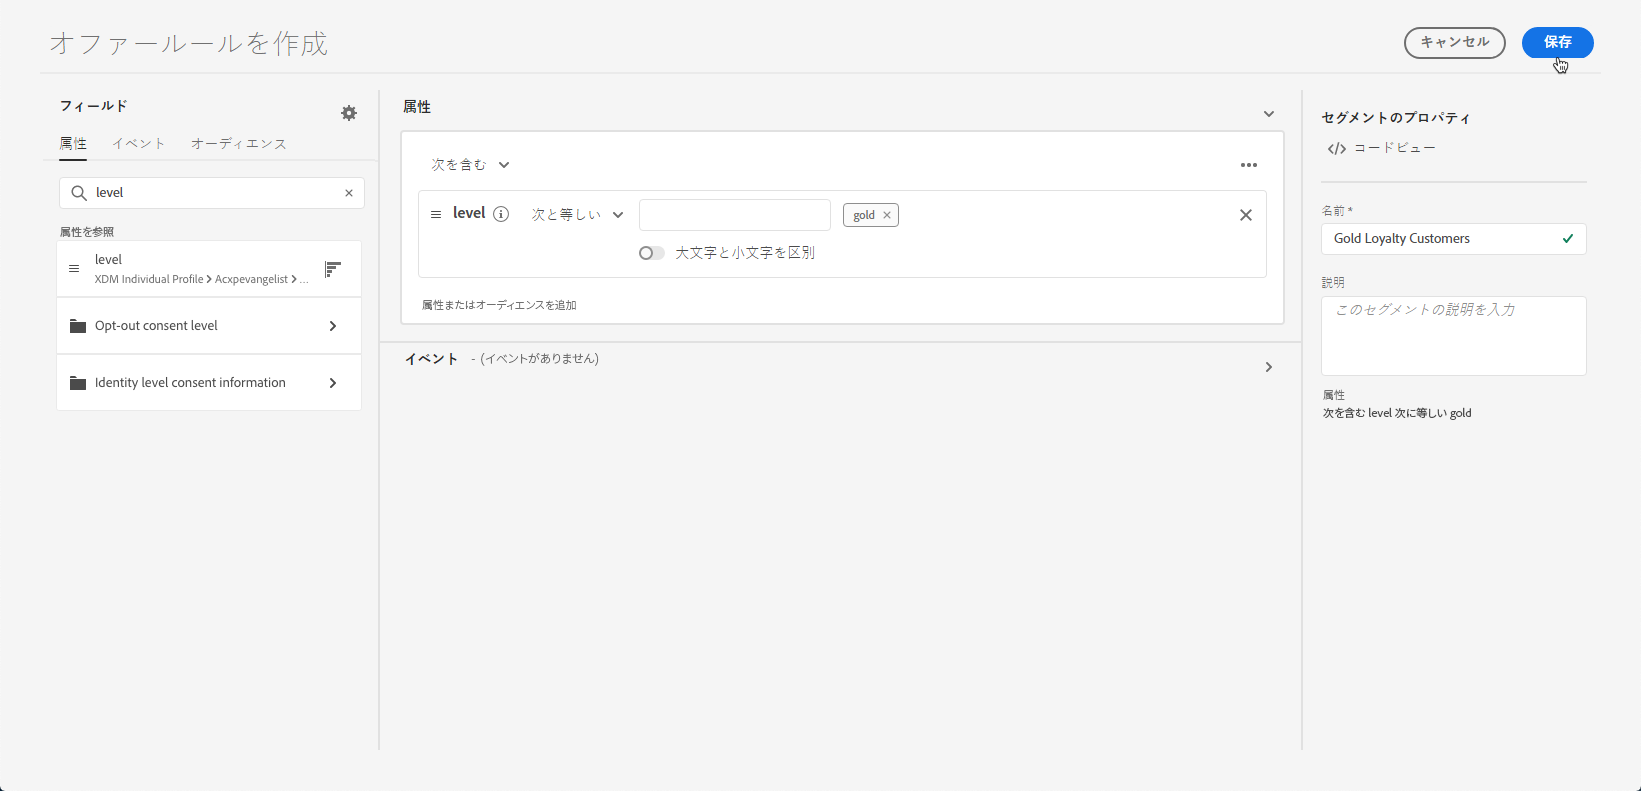 オファールールを作成
キャンセル
保存
フィールド
属性
イベント
オーディエンス
level
属性を参照
level
XDM Individual Profile > Acxpevangelist > ...
Opt-out consent level
Identity level consent information
属性
次を含む
level
次と等しい
gold
大文字と小文字を区別
属性またはオーディエンスを追加
イベント - (イベントがありません)
セグメントのプロパティ
</> コードビュー
名前 *
Gold Loyalty Customers
説明
このセグメントの説明を入力
属性
次を含む level 次に等しい gold